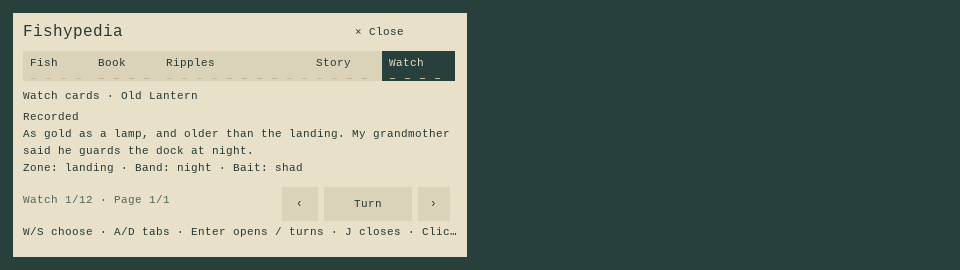 Fishypedia × Close
Fish Book Ripples Story Watch
Watch cards · Old Lantern
Recorded
As gold as a lamp, and older than the landing. My grandmother
said he guards the dock at night.
Zone: landing · Band: night · Bait: shad
Watch 1/12 · Page 1/1 ‹ Turn ›
W/S choose · A/D tabs · Enter opens / turns · J closes · Clic…